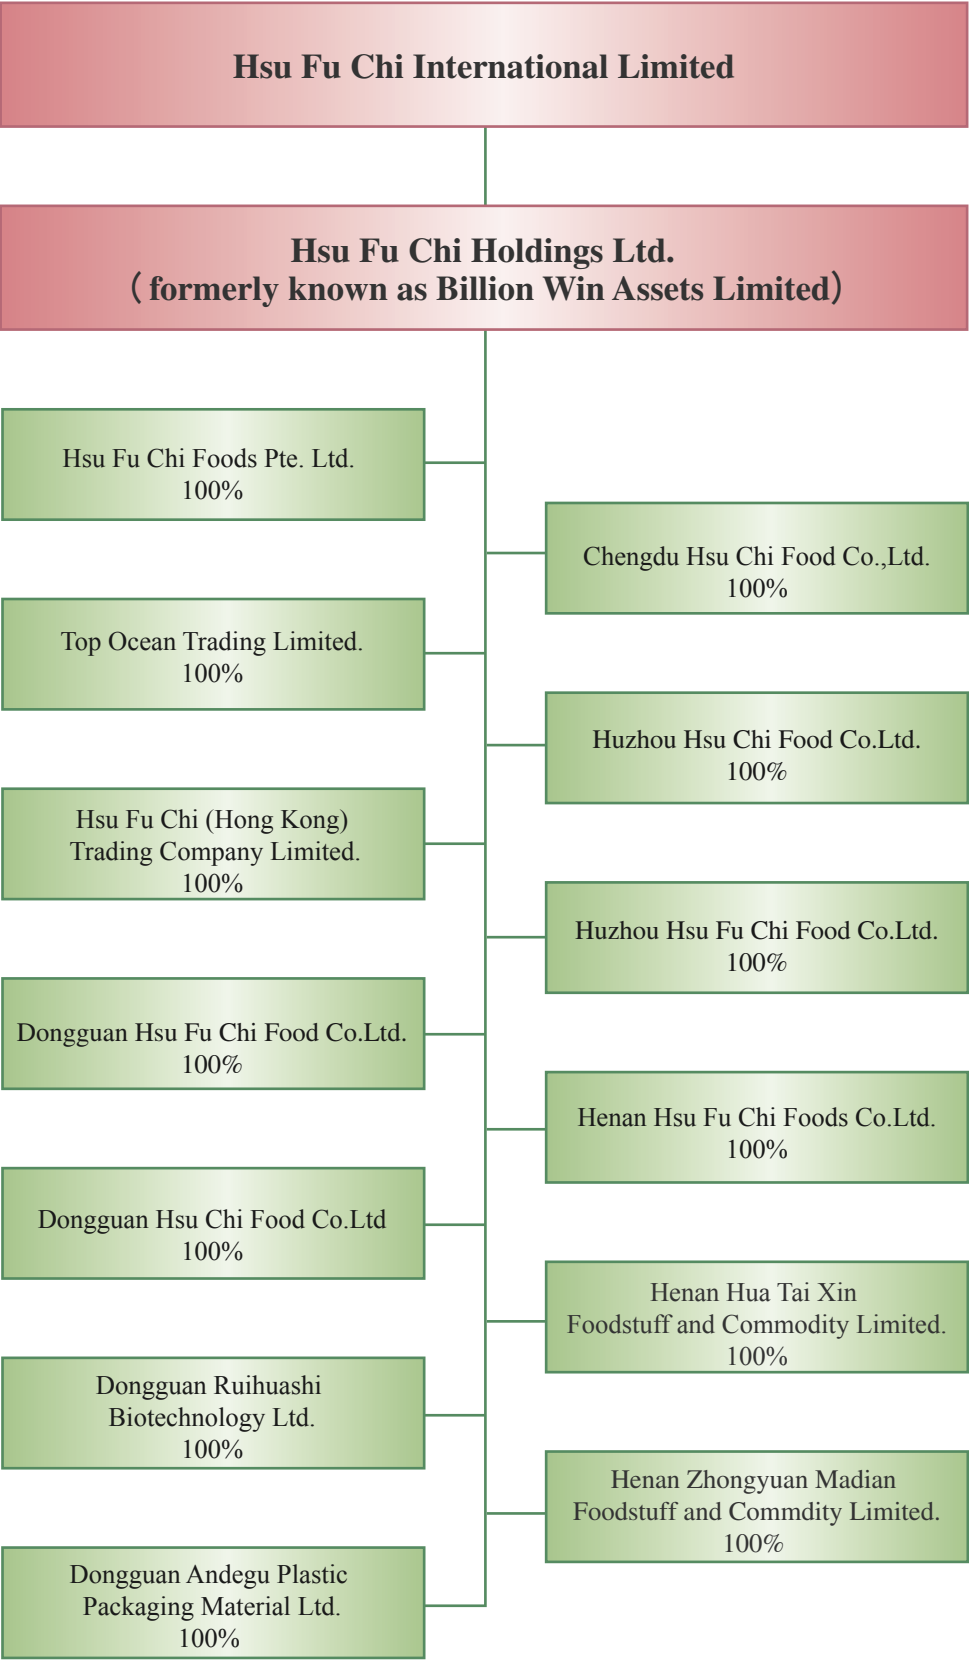 Hsu Fu Chi International Limited
Hsu Fu Chi Holdings Ltd.
（formerly known as Billion Win Assets Limited）
Hsu Fu Chi Foods Pte. Ltd.
100%
Chengdu Hsu Chi Food Co.,Ltd.
100%
Top Ocean Trading Limited.
100%
Huzhou Hsu Chi Food Co.Ltd.
100%
Hsu Fu Chi (Hong Kong)
Trading Company Limited.
100%
Huzhou Hsu Fu Chi Food Co.Ltd.
100%
Dongguan Hsu Fu Chi Food Co.Ltd.
100%
Henan Hsu Fu Chi Foods Co.Ltd.
100%
Dongguan Hsu Chi Food Co.Ltd
100%
Henan Hua Tai Xin
Foodstuff and Commodity Limited.
100%
Dongguan Ruihuashi
Biotechnology Ltd.
100%
Henan Zhongyuan Madian
Foodstuff and Commdity Limited.
100%
Dongguan Andegu Plastic
Packaging Material Ltd.
100%